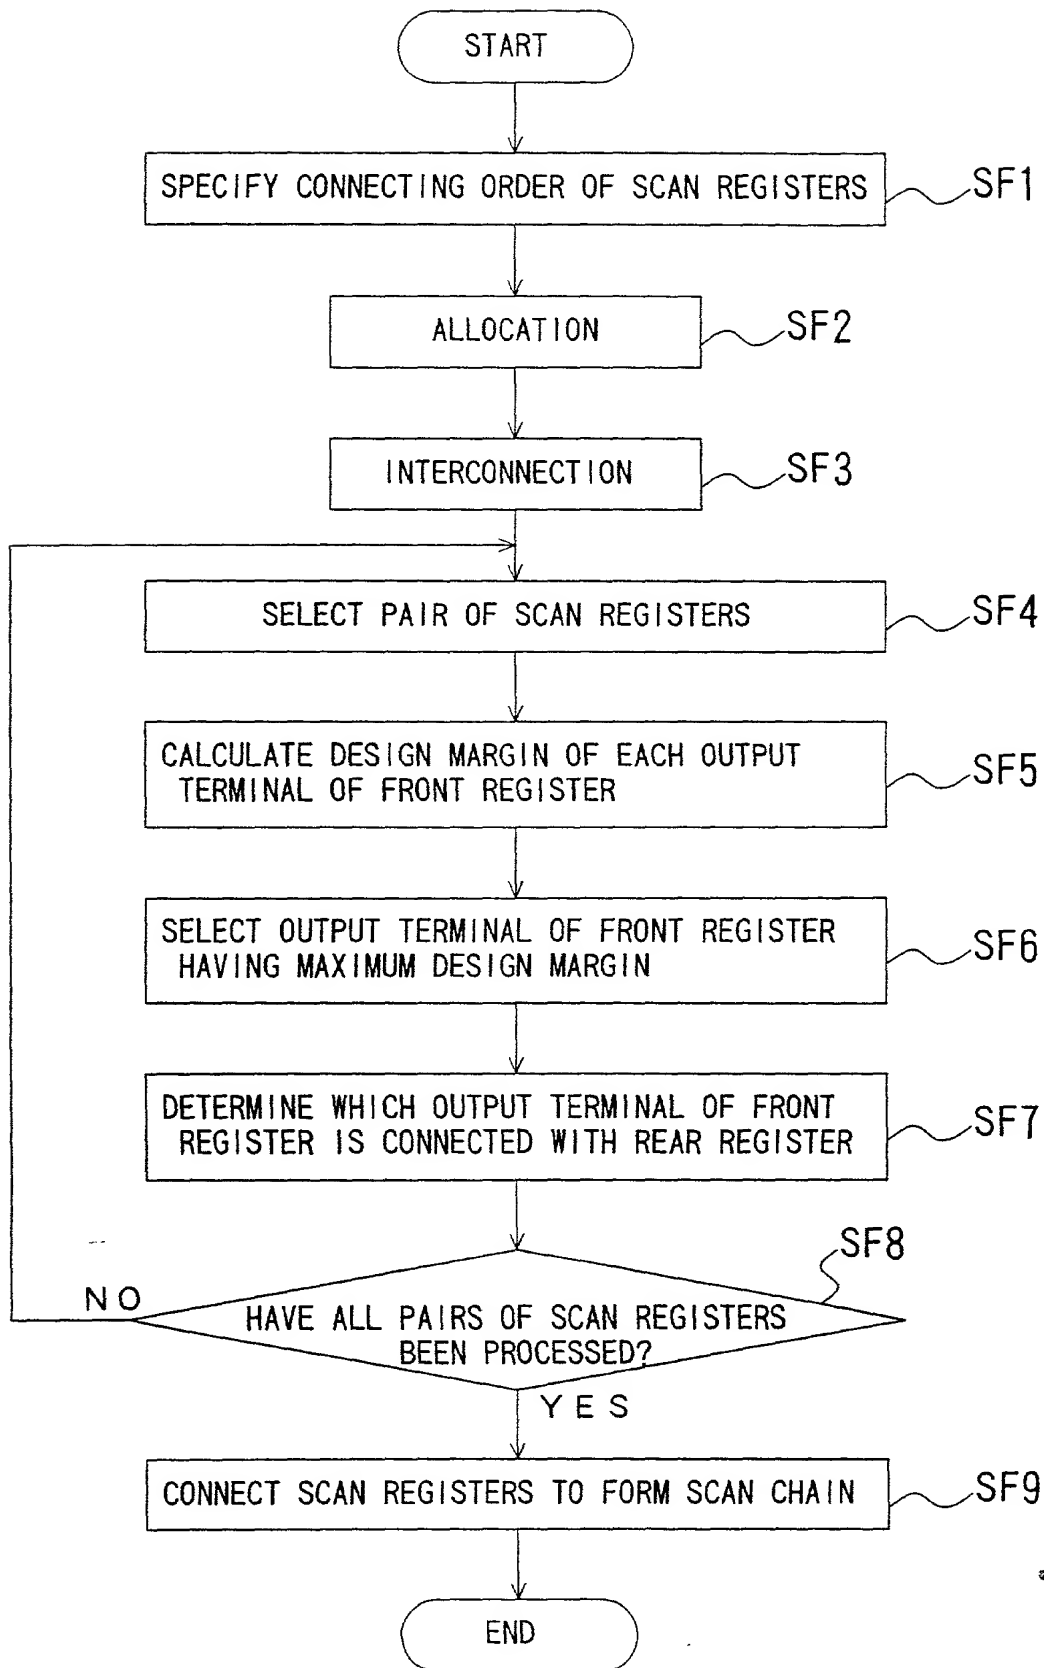 START
SPECIFY CONNECTING ORDER OF SCAN REGISTERS
SF1
ALLOCATION
SF2
INTERCONNECTION
SF3
SELECT PAIR OF SCAN REGISTERS
SF4
CALCULATE DESIGN MARGIN OF EACH OUTPUT
TERMINAL OF FRONT REGISTER
SF5
SELECT OUTPUT TERMINAL OF FRONT REGISTER
HAVING MAXIMUM DESIGN MARGIN
SF6
DETERMINE WHICH OUTPUT TERMINAL OF FRONT
REGISTER IS CONNECTED WITH REAR REGISTER
SF7
SF8
NO
HAVE ALL PAIRS OF SCAN REGISTERS
BEEN PROCESSED?
YES
CONNECT SCAN REGISTERS TO FORM SCAN CHAIN
SF9
END